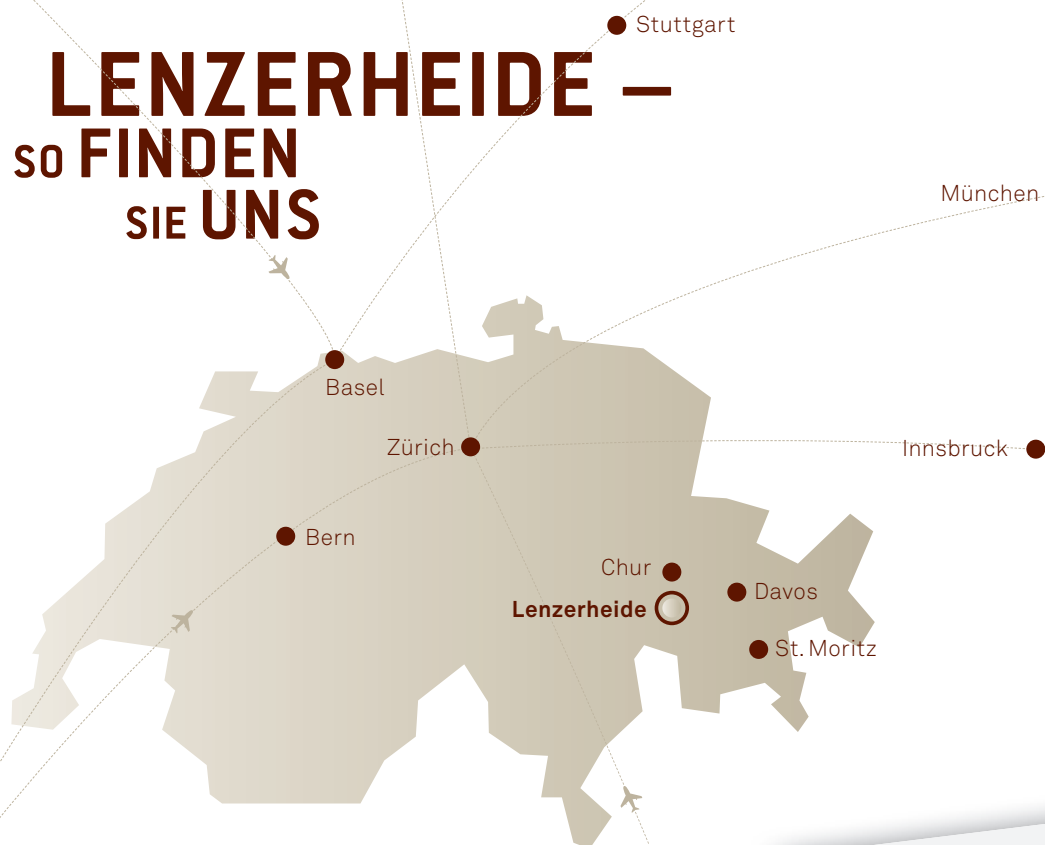 Stuttgart
LENZERHEIDE –
SO FINDEN
SIE UNS
München
Basel
Zürich
Innsbruck
Bern
Chur
Davos
Lenzerheide
St. Moritz